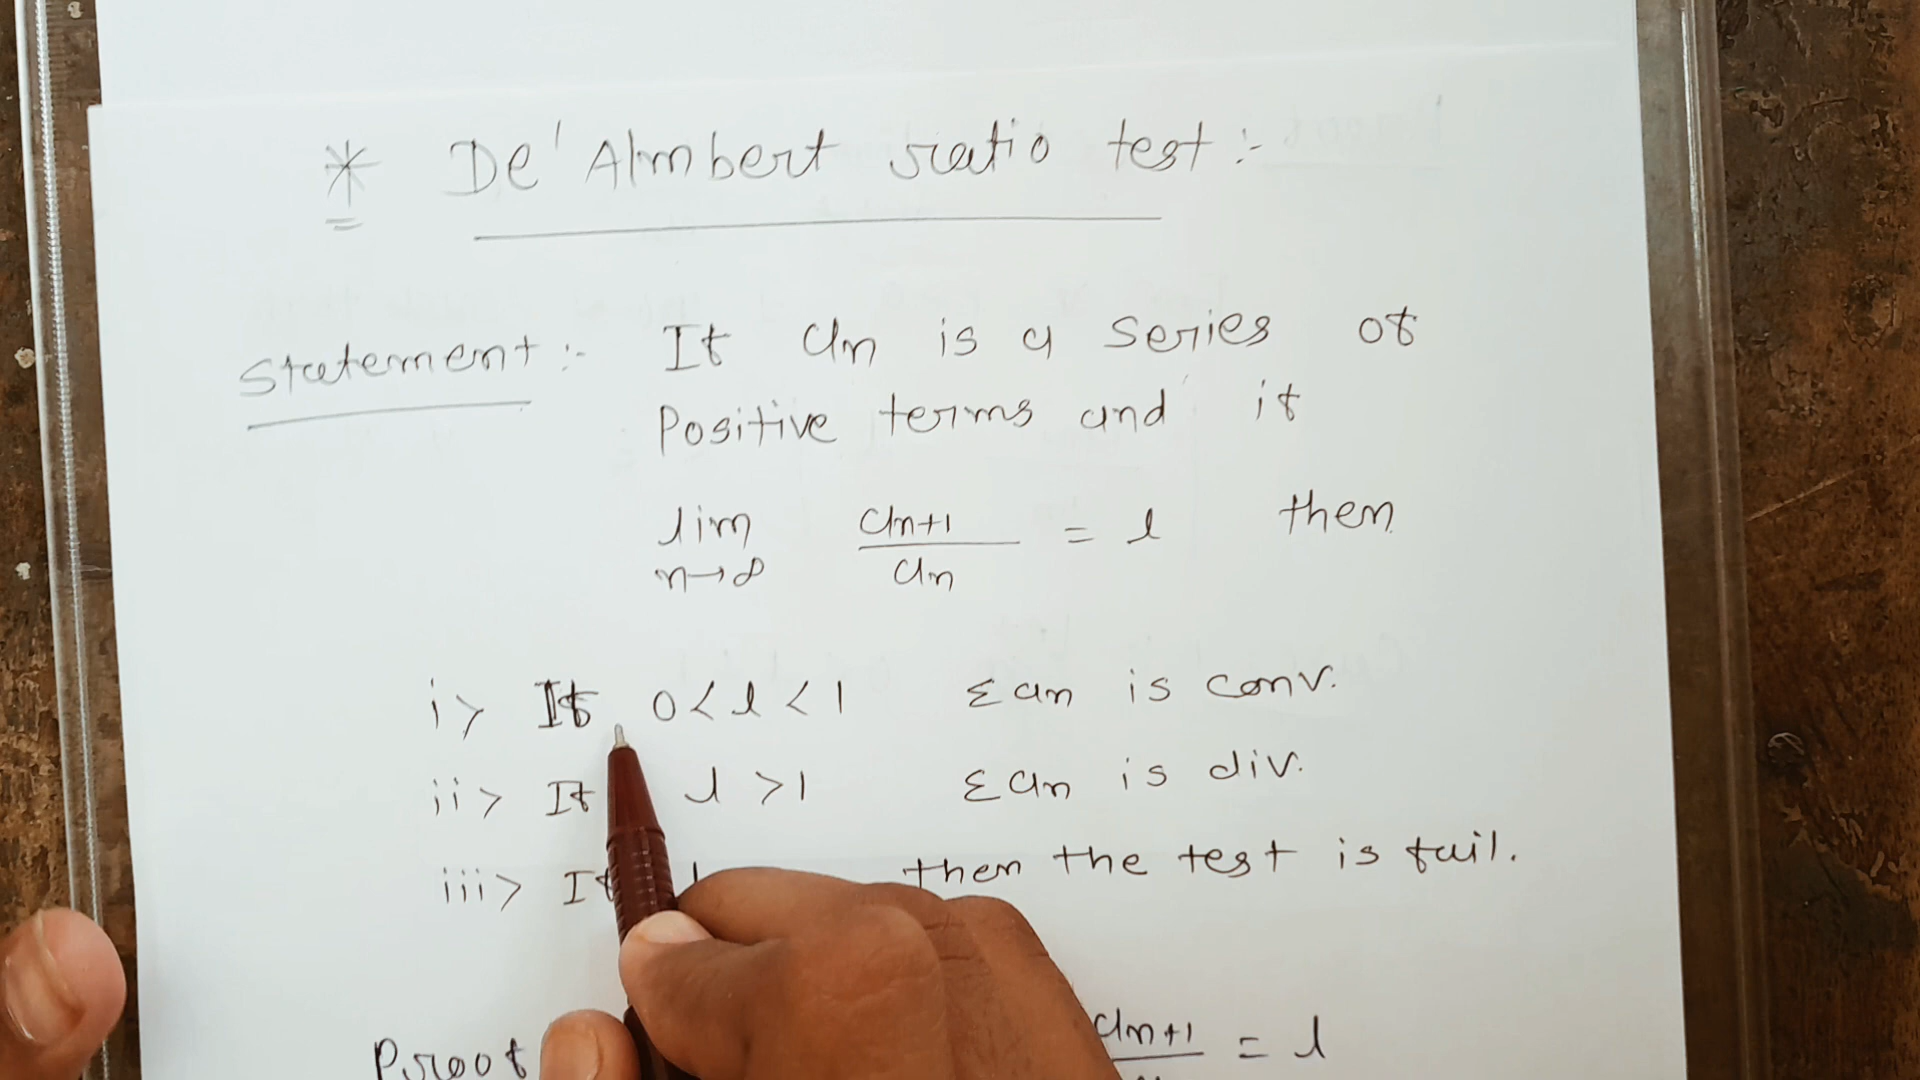 * De'Almbert ratio test:-
Statement:- If an is a series of
Positive terms and if
lim n→∞ an+1/an = l then
i> If 0<l<1 Σan is conv.
ii> If l >1 Σan is div.
iii> If l then the test is fail.
Proof an+1 = l